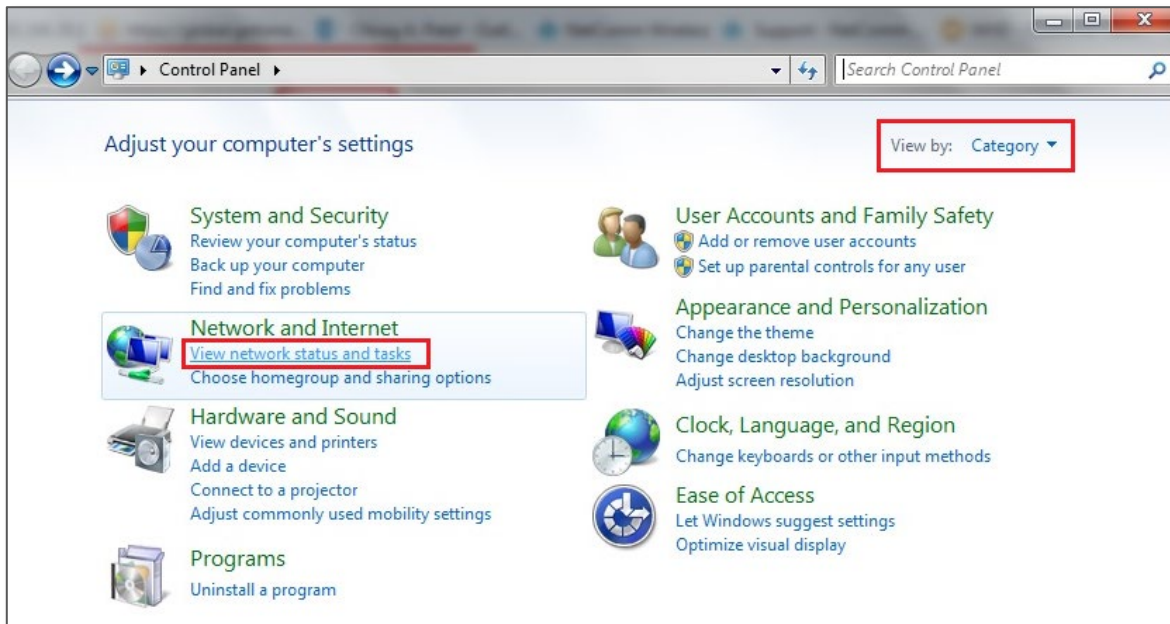 Control Panel
Search Control Panel
Adjust your computer's settings
View by: Category
System and Security
Review your computer's status
Back up your computer
Find and fix problems
Network and Internet
View network status and tasks
Choose homegroup and sharing options
Hardware and Sound
View devices and printers
Add a device
Connect to a projector
Adjust commonly used mobility settings
Programs
Uninstall a program
User Accounts and Family Safety
Add or remove user accounts
Set up parental controls for any user
Appearance and Personalization
Change the theme
Change desktop background
Adjust screen resolution
Clock, Language, and Region
Change keyboards or other input methods
Ease of Access
Let Windows suggest settings
Optimize visual display